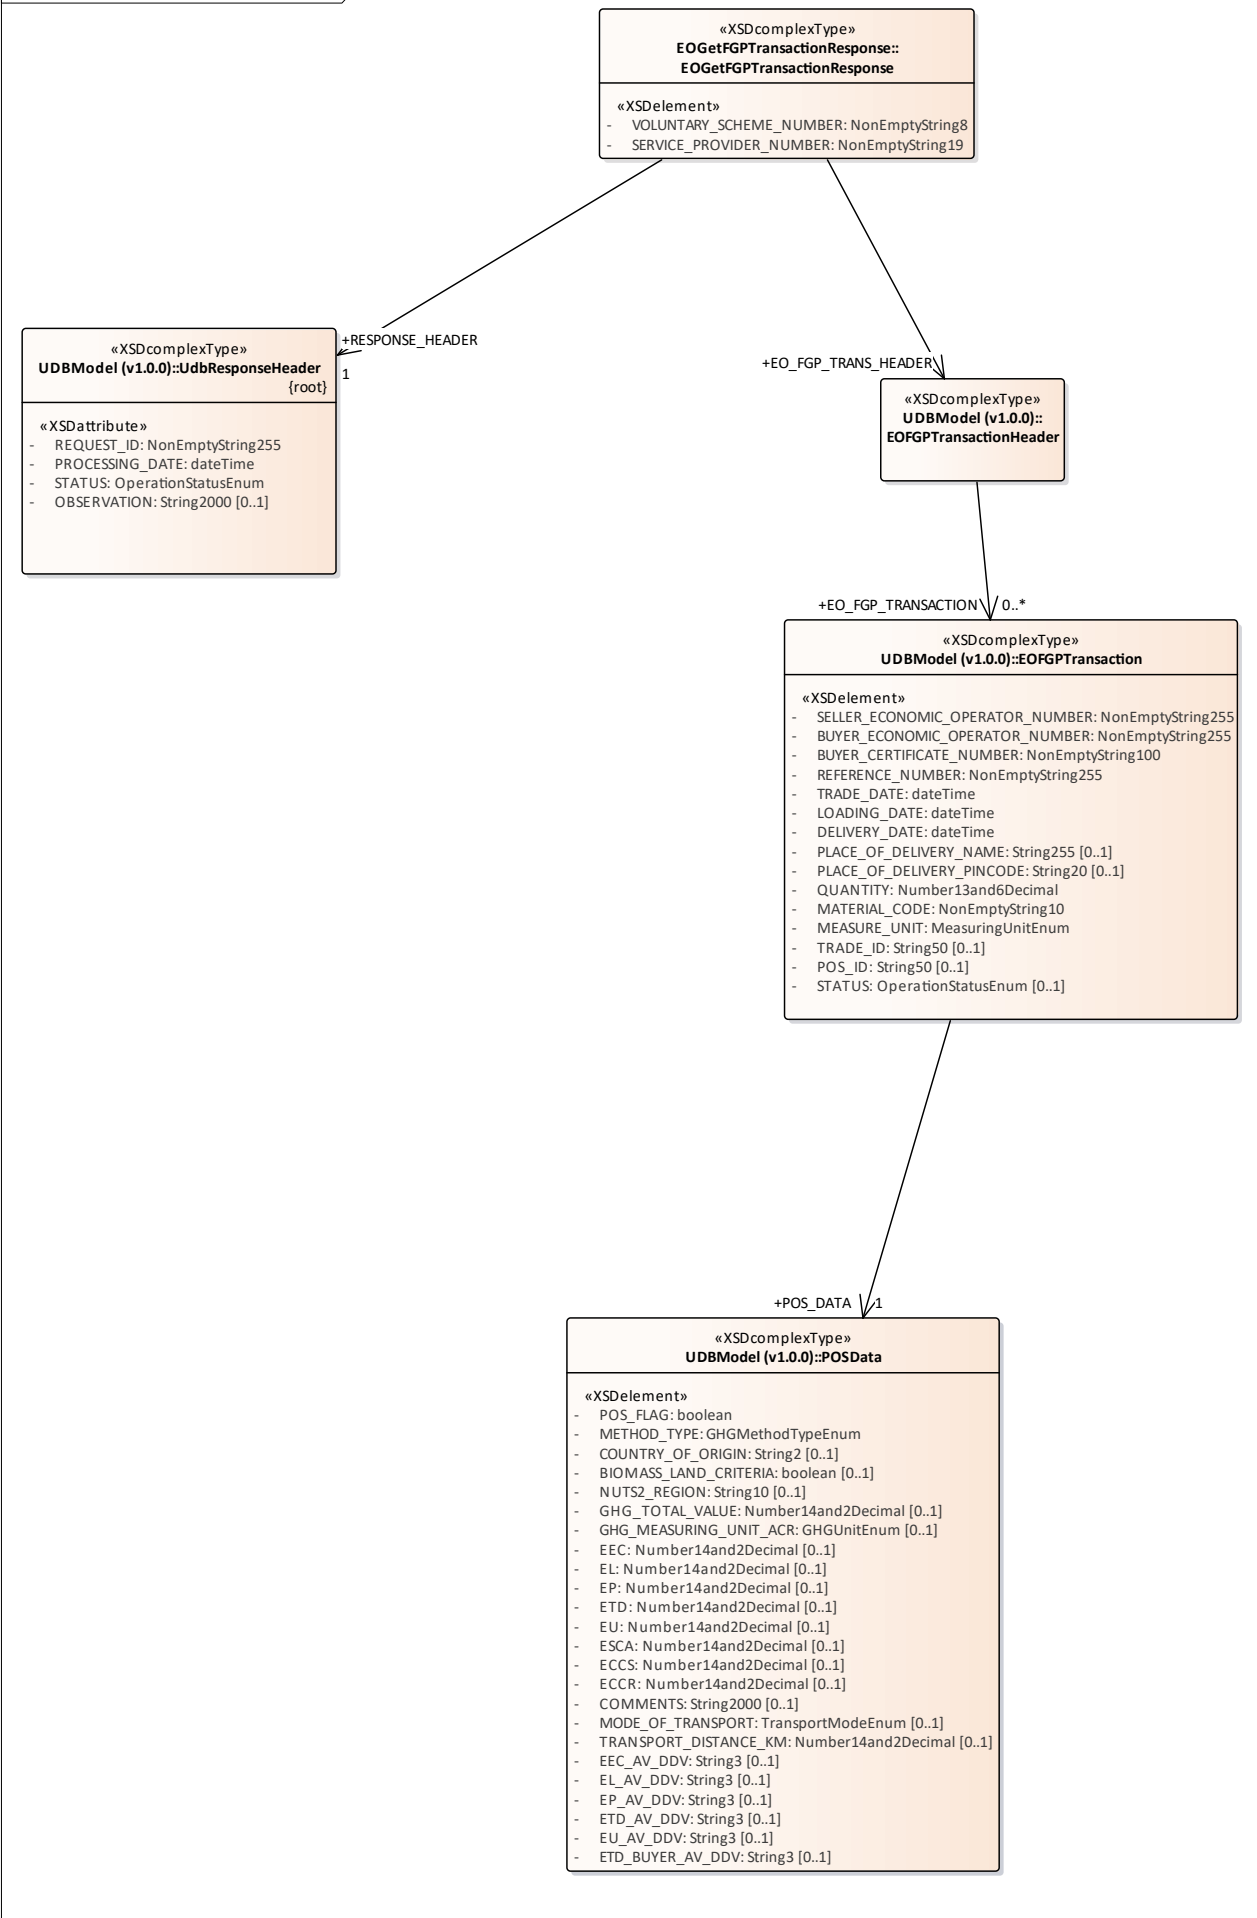 «XSDcomplexType»
EOGetFGPTransactionResponse::
EOGetFGPTransactionResponse
«XSDelement»
- VOLUNTARY_SCHEME_NUMBER: NonEmptyString8
- SERVICE_PROVIDER_NUMBER: NonEmptyString19
+RESPONSE_HEADER
1
«XSDcomplexType»
UDBModel (v1.0.0)::UdbResponseHeader
{root}
«XSDattribute»
- REQUEST_ID: NonEmptyString255
- PROCESSING_DATE: dateTime
- STATUS: OperationStatusEnum
- OBSERVATION: String2000 [0..1]
+EO_FGP_TRANS_HEADER
«XSDcomplexType»
UDBModel (v1.0.0)::
EOFGPTransactionHeader
+EO_FGP_TRANSACTION 0..*
«XSDcomplexType»
UDBModel (v1.0.0)::EOFGPTransaction
«XSDelement»
- SELLER_ECONOMIC_OPERATOR_NUMBER: NonEmptyString255
- BUYER_ECONOMIC_OPERATOR_NUMBER: NonEmptyString255
- BUYER_CERTIFICATE_NUMBER: NonEmptyString100
- REFERENCE_NUMBER: NonEmptyString255
- TRADE_DATE: dateTime
- LOADING_DATE: dateTime
- DELIVERY_DATE: dateTime
- PLACE_OF_DELIVERY_NAME: String255 [0..1]
- PLACE_OF_DELIVERY_PINCODE: String20 [0..1]
- QUANTITY: Number13and6Decimal
- MATERIAL_CODE: NonEmptyString10
- MEASURE_UNIT: MeasuringUnitEnum
- TRADE_ID: String50 [0..1]
- POS_ID: String50 [0..1]
- STATUS: OperationStatusEnum [0..1]
+POS_DATA 1
«XSDcomplexType»
UDBModel (v1.0.0)::POSData
«XSDelement»
- POS_FLAG: boolean
- METHOD_TYPE: GHGMethodTypeEnum
- COUNTRY_OF_ORIGIN: String2 [0..1]
- BIOMASS_LAND_CRITERIA: boolean [0..1]
- NUTS2_REGION: String10 [0..1]
- GHG_TOTAL_VALUE: Number14and2Decimal [0..1]
- GHG_MEASURING_UNIT_ACR: GHGUnitEnum [0..1]
- EEC: Number14and2Decimal [0..1]
- EL: Number14and2Decimal [0..1]
- EP: Number14and2Decimal [0..1]
- ETD: Number14and2Decimal [0..1]
- EU: Number14and2Decimal [0..1]
- ESCA: Number14and2Decimal [0..1]
- ECCS: Number14and2Decimal [0..1]
- ECCR: Number14and2Decimal [0..1]
- COMMENTS: String2000 [0..1]
- MODE_OF_TRANSPORT: TransportModeEnum [0..1]
- TRANSPORT_DISTANCE_KM: Number14and2Decimal [0..1]
- EEC_AV_DDV: String3 [0..1]
- EL_AV_DDV: String3 [0..1]
- EP_AV_DDV: String3 [0..1]
- ETD_AV_DDV: String3 [0..1]
- EU_AV_DDV: String3 [0..1]
- ETD_BUYER_AV_DDV: String3 [0..1]